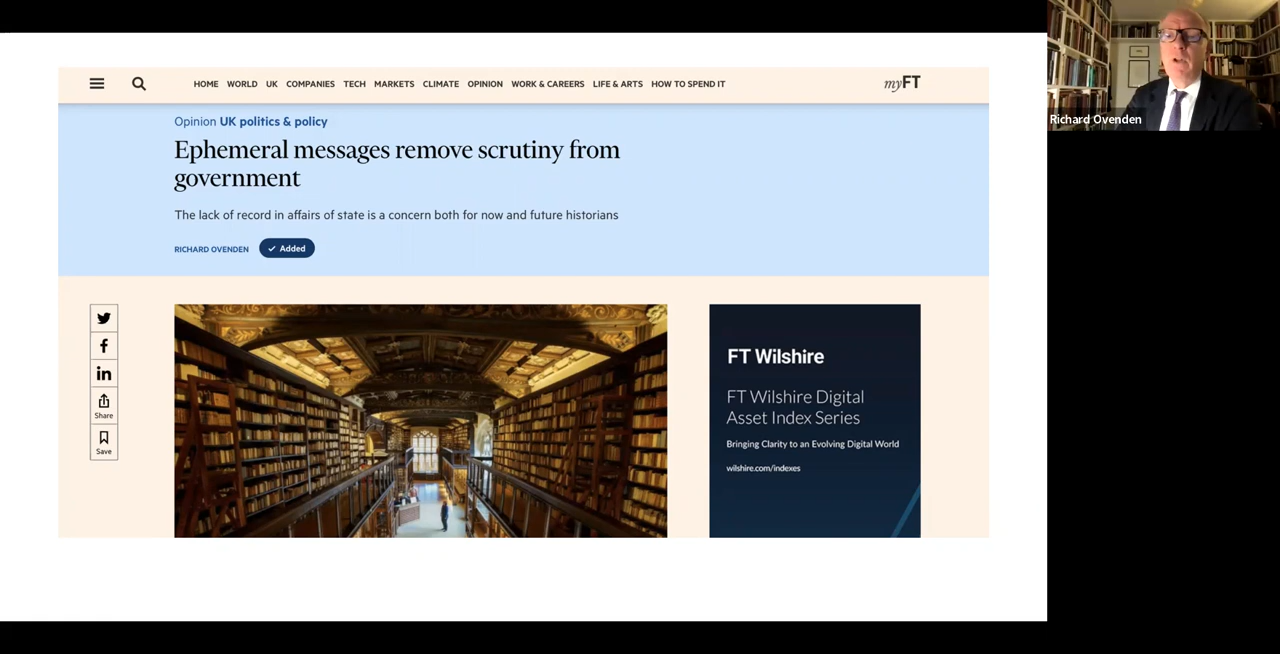 HOME WORLD UK COMPANIES TECH MARKETS CLIMATE OPINION WORK & CAREERS LIFE & ARTS HOW TO SPEND IT
myFT
Opinion UK politics & policy
Ephemeral messages remove scrutiny from
government
The lack of record in affairs of state is a concern both for now and future historians
RICHARD OVENDEN
Added
Share
Save
FT Wilshire
FT Wilshire Digital
Asset Index Series
Bringing Clarity to an Evolving Digital World
wilshire.com/indexes
Richard Ovenden